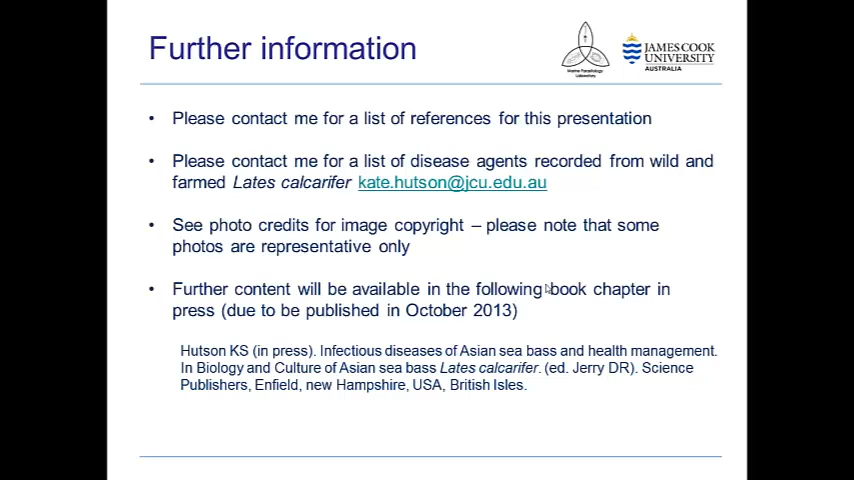 Further information
Marine Parasitology
Laboratory
JAMES COOK
UNIVERSITY
AUSTRALIA
• Please contact me for a list of references for this presentation
• Please contact me for a list of disease agents recorded from wild and
farmed Lates calcarifer kate.hutson@jcu.edu.au
• See photo credits for image copyright – please note that some
photos are representative only
• Further content will be available in the following book chapter in
press (due to be published in October 2013)
Hutson KS (in press). Infectious diseases of Asian sea bass and health management.
In Biology and Culture of Asian sea bass Lates calcarifer. (ed. Jerry DR). Science
Publishers, Enfield, new Hampshire, USA, British Isles.